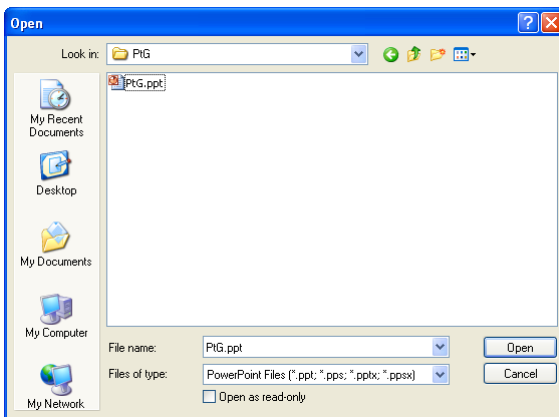 Open
Look in:
PtG
PtG.ppt
My Recent
Documents
Desktop
My Documents
My Computer
My Network
File name:
PtG.ppt
Open
Files of type:
PowerPoint Files (*.ppt; *.pps; *.pptx; *.ppsx)
Cancel
Open as read-only